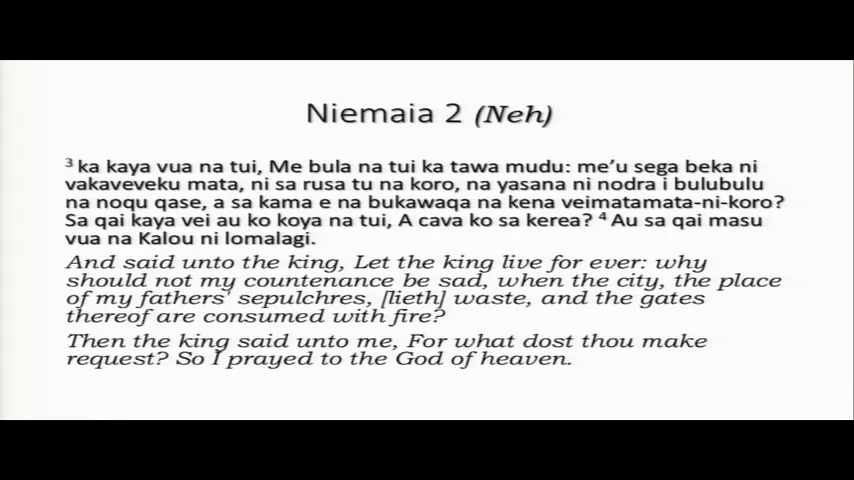 Niemaia 2 (Neh)
³ ka kaya vua na tui, Me bula na tui ka tawa mudu: me'u sega beka ni
vakaveveku mata, ni sa rusa tu na koro, na yasana ni nodra i bulubulu
na noqu qase, a sa kama e na bukawaqa na kena veimatamata-ni-koro?
Sa qai kaya vei au ko koya na tui, A cava ko sa kerea? ⁴ Au sa qai masu
vua na Kalou ni lomalagi.
And said unto the king, Let the king live for ever: why
should not my countenance be sad, when the city, the place
of my fathers' sepulchres, [lieth] waste, and the gates
thereof are consumed with fire?
Then the king said unto me, For what dost thou make
request? So I prayed to the God of heaven.